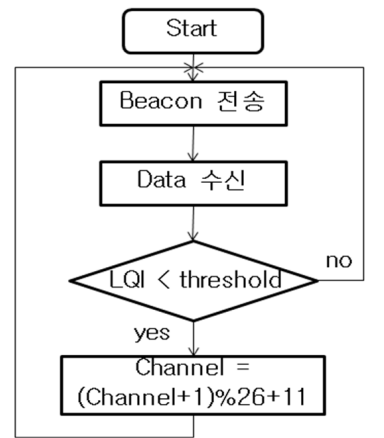 Start
Beacon 전송
Data 수신
LQI < threshold
no
yes
Channel =
(Channel+1)%26+11